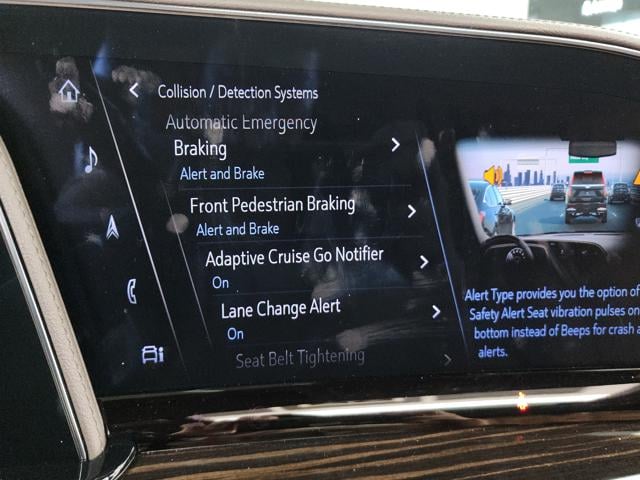 Collision / Detection Systems
Automatic Emergency
Braking
Alert and Brake
Front Pedestrian Braking
Alert and Brake
Adaptive Cruise Go Notifier
On
Lane Change Alert
On
Seat Belt Tightening
Alert Type provides you the option of
Safety Alert Seat vibration pulses on
bottom instead of Beeps for crash a
alerts.